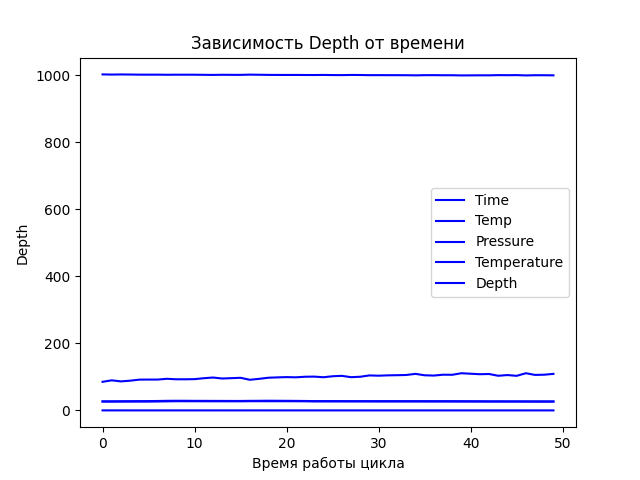 Зависимость Depth от времени
1000
800
600
400
200
0
Depth
Time
Temp
Pressure
Temperature
Depth
0 10 20 30 40 50
Время работы цикла